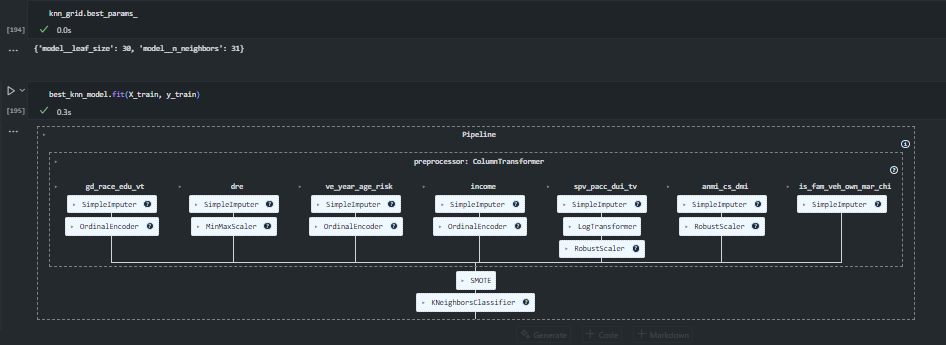 knn_grid.best_params_
[194]
0.0s
... {'model__leaf_size': 30, 'model__n_neighbors': 31}
best_knn_model.fit(X_train, y_train)
[195]
0.3s
...
Pipeline
preprocessor: ColumnTransformer
gd_race_edu_vt dre ve_year_age_risk income spv_pacc_dui_tv anmi_cs_dmi is_fam_veh_own_mar_chi
SimpleImputer SimpleImputer SimpleImputer SimpleImputer SimpleImputer SimpleImputer SimpleImputer
OrdinalEncoder MinMaxScaler OrdinalEncoder OrdinalEncoder LogTransformer RobustScaler
RobustScaler
SMOTE
KNeighborsClassifier
Generate + Code + Markdown